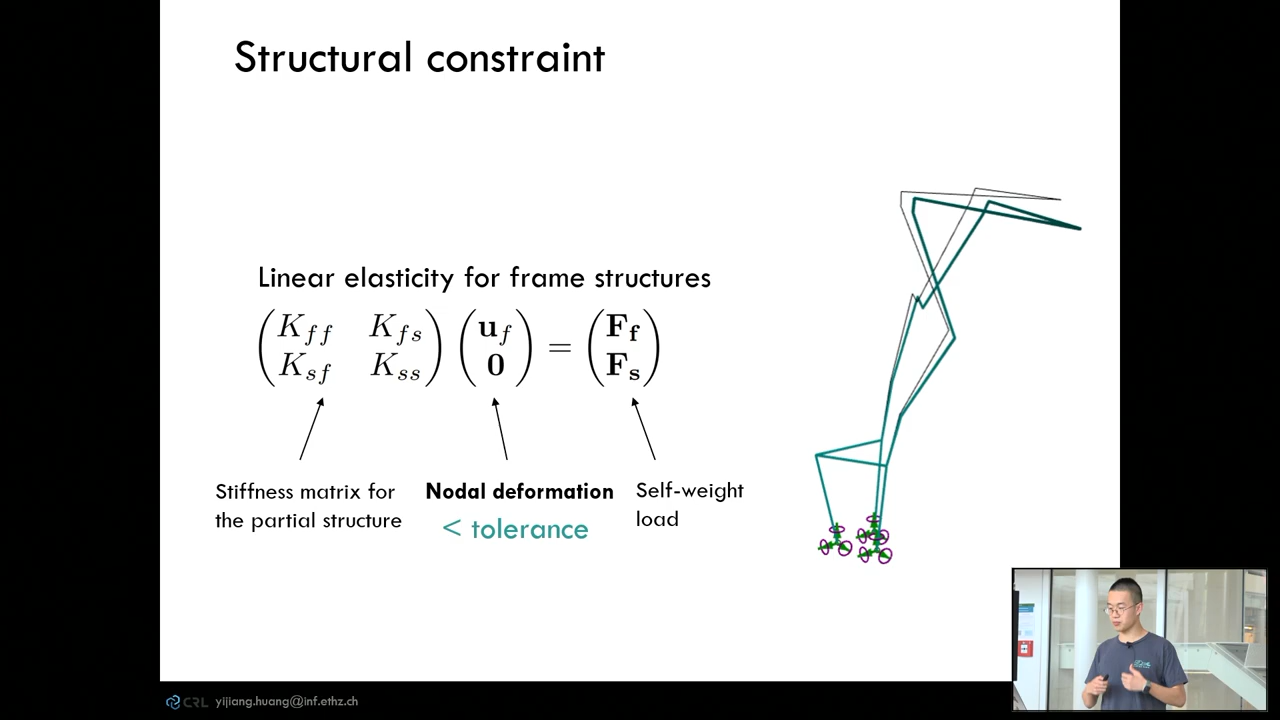 Structural constraint
Linear elasticity for frame structures
(K_ff K_fs) (u_f) = (F_f)
(K_sf K_ss) (0) (F_s)
Stiffness matrix for
the partial structure
Nodal deformation
< tolerance
Self-weight
load
CRL yijiang.huang@inf.ethz.ch